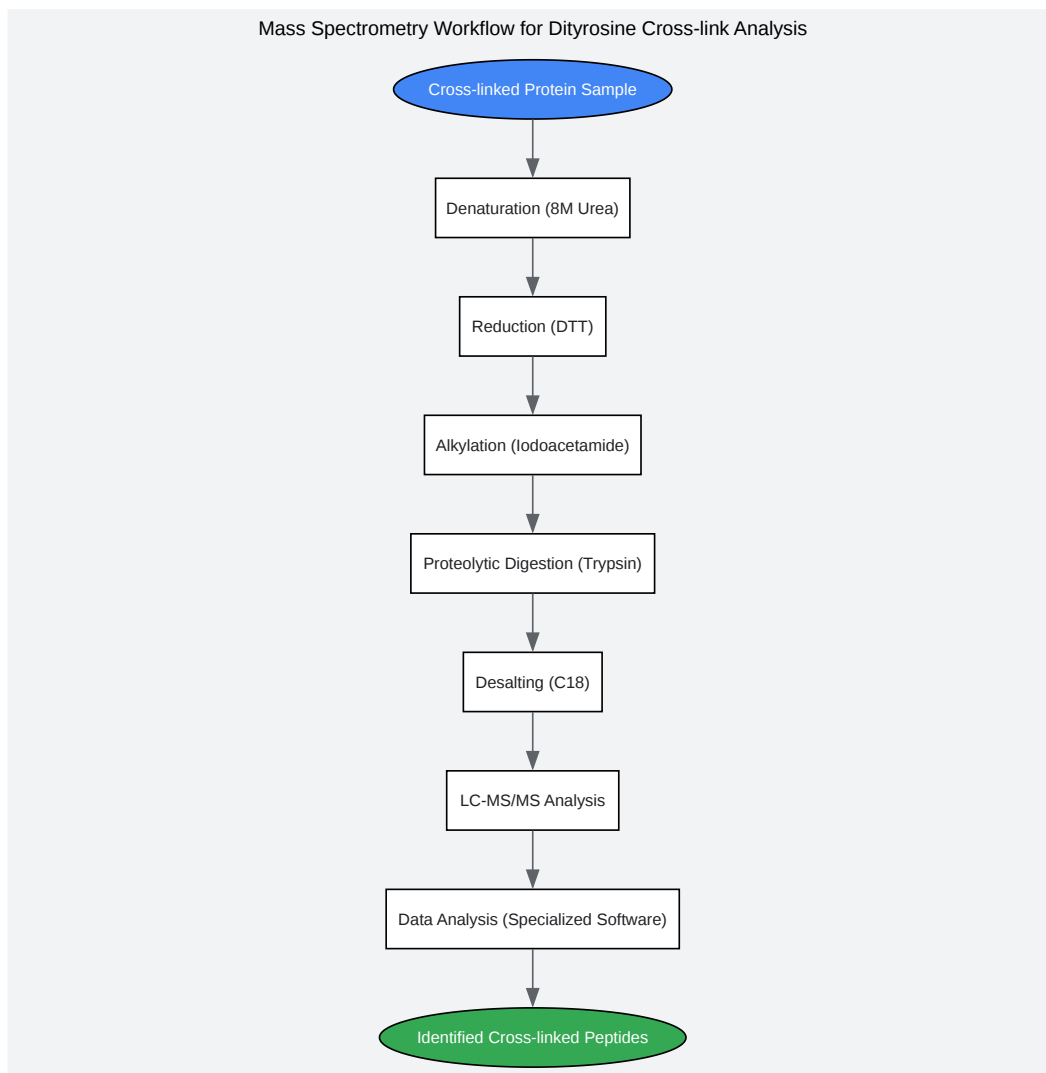 Mass Spectrometry Workflow for Dityrosine Cross-link Analysis
Cross-linked Protein Sample
Denaturation (8M Urea)
Reduction (DTT)
Alkylation (Iodoacetamide)
Proteolytic Digestion (Trypsin)
Desalting (C18)
LC-MS/MS Analysis
Data Analysis (Specialized Software)
Identified Cross-linked Peptides